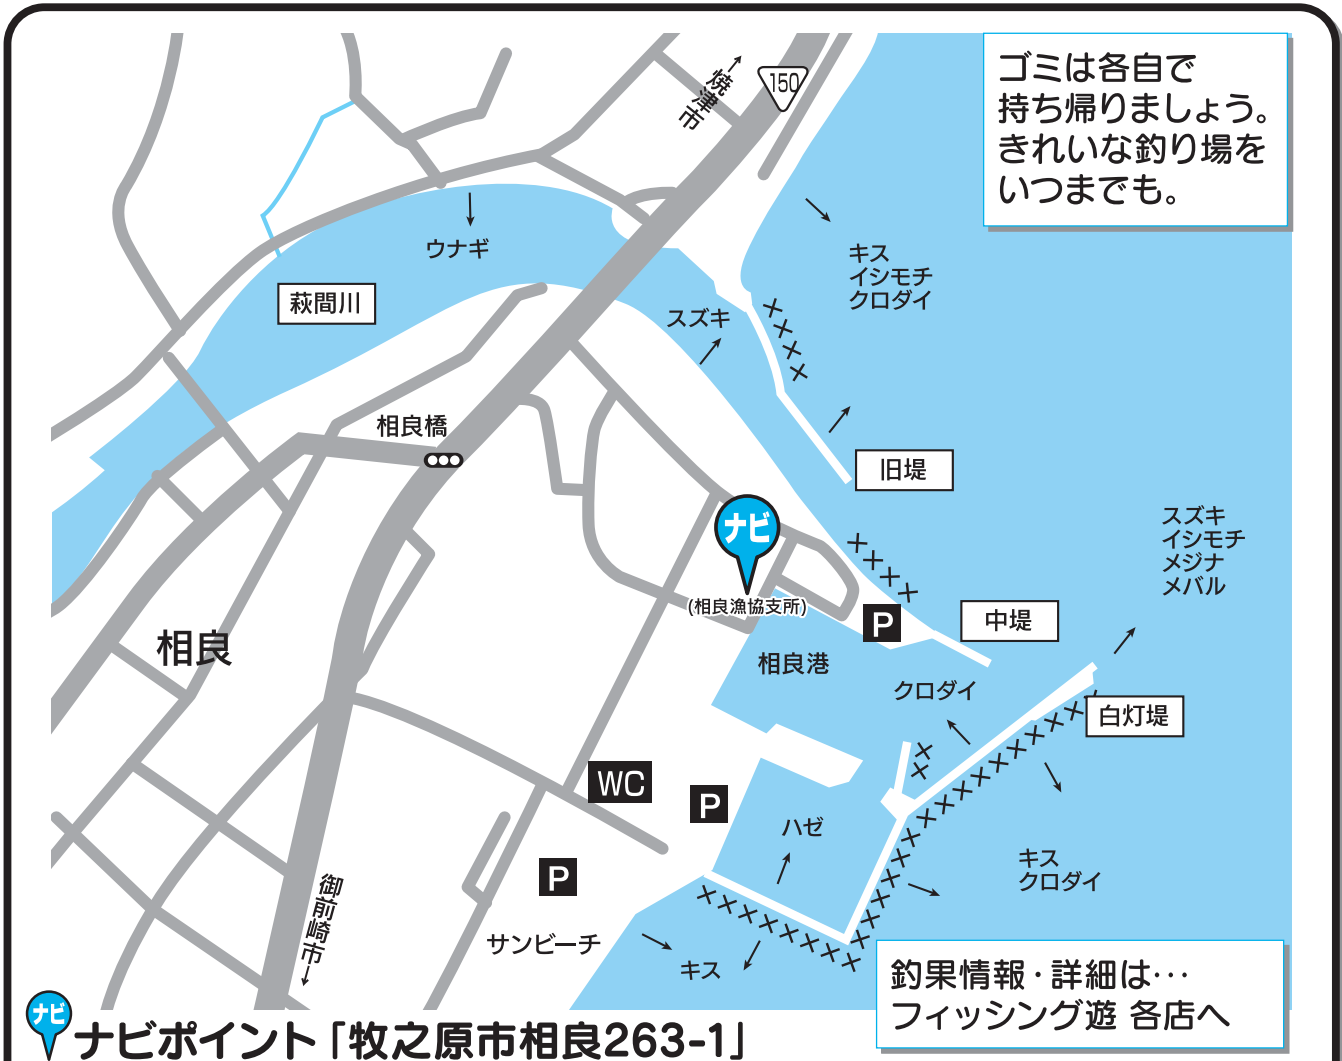 ゴミは各自で
持ち帰りましょう。
きれいな釣り場を
いつまでも。
焼津市
150
ウナギ
キス
イシモチ
クロダイ
萩間川
スズキ
相良橋
旧堤
スズキ
イシモチ
メジナ
メバル
ナビ
(相良漁協支所)
P
中堤
相良
相良港
クロダイ
白灯堤
WC
P
ハゼ
キス
クロダイ
P
御前崎市
サンビーチ
キス
釣果情報・詳細は・・・
フィッシング遊 各店へ
ナビ
ナビポイント「牧之原市相良263-1」